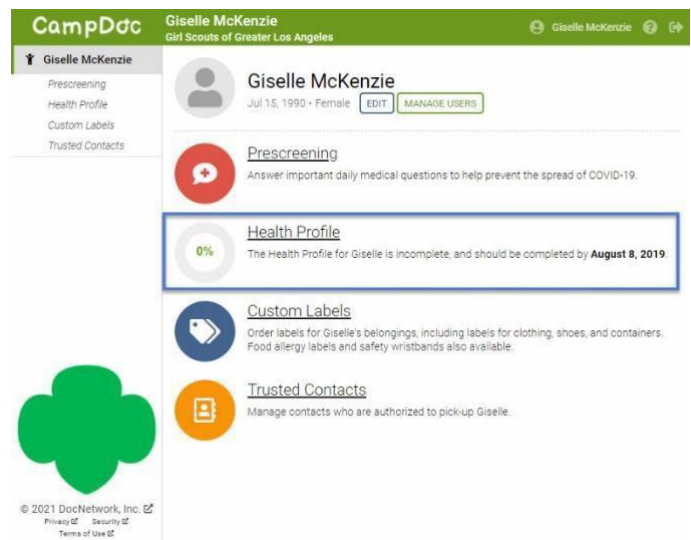 CampDoc
Giselle McKenzie
Girl Scouts of Greater Los Angeles
Giselle McKenzie
Giselle McKenzie
Prescreening
Health Profile
Custom Labels
Trusted Contacts
Giselle McKenzie
Jul 15, 1990 • Female EDIT MANAGE USERS
Prescreening
Answer important daily medical questions to help prevent the spread of COVID-19.
0%
Health Profile
The Health Profile for Giselle is incomplete, and should be completed by August 8, 2019.
Custom Labels
Order labels for Giselle's belongings, including labels for clothing, shoes, and containers.
Food allergy labels and safety wristbands also available.
Trusted Contacts
Manage contacts who are authorized to pick-up Giselle.
© 2021 DocNetwork, Inc.
Privacy Security
Terms of Use